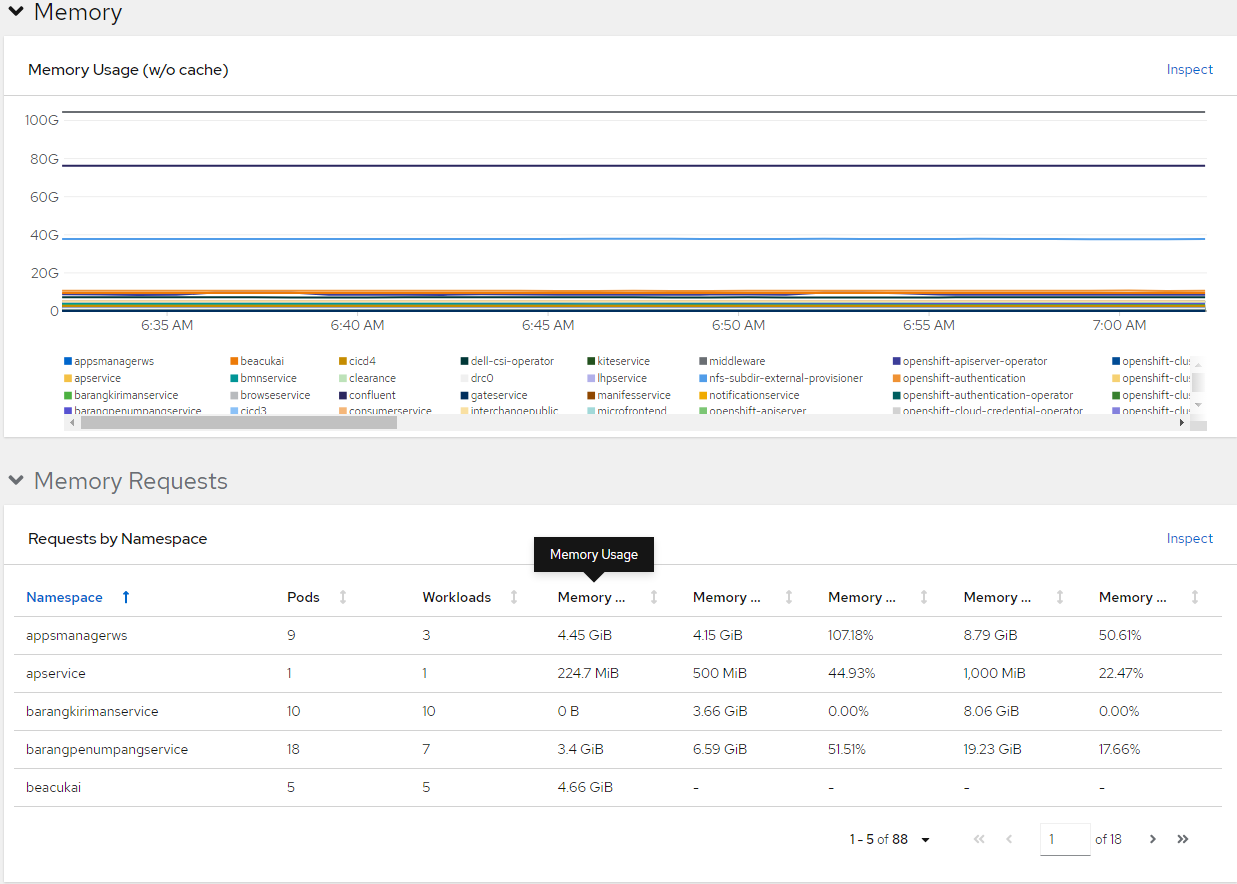 Memory
Memory Usage (w/o cache)
Inspect
100G
80G
60G
40G
20G
0
6:35 AM 6:40 AM 6:45 AM 6:50 AM 6:55 AM 7:00 AM
appsmanagerws beacukai cicd4 dell-csi-operator kiteservice middleware openshift-apiserver-operator openshift-clus
apservice bmnservice clearance drc0 lhpservice nfs-subdir-external-provisioner openshift-authentication openshift-clus
barangkirimanservice browseservice confluent gateservice manifesservice notificationservice openshift-authentication-operator openshift-clus
barangpenumpangservice cicd3 consumerservice interchangepublic microfrontend openshift-apiserver openshift-cloud-credential-operator openshift-clus
Memory Requests
Requests by Namespace
Inspect
Memory Usage
Namespace Pods Workloads Memory ... Memory ... Memory ... Memory ... Memory ...
appsmanagerws 9 3 4.45 GiB 4.15 GiB 107.18% 8.79 GiB 50.61%
apservice 1 1 224.7 MiB 500 MiB 44.93% 1,000 MiB 22.47%
barangkirimanservice 10 10 0 B 3.66 GiB 0.00% 8.06 GiB 0.00%
barangpenumpangservice 18 7 3.4 GiB 6.59 GiB 51.51% 19.23 GiB 17.66%
beacukai 5 5 4.66 GiB - - - -
1 - 5 of 88 1 of 18